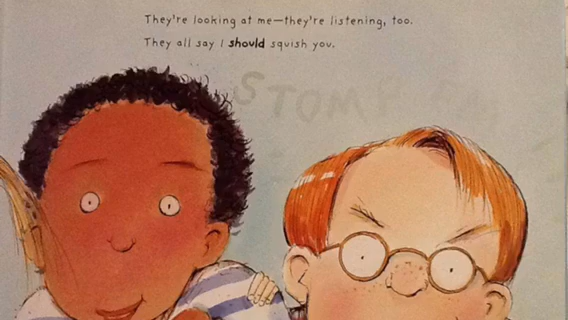 They're looking at me—they're listening, too.
They all say I should squish you.
STOMP